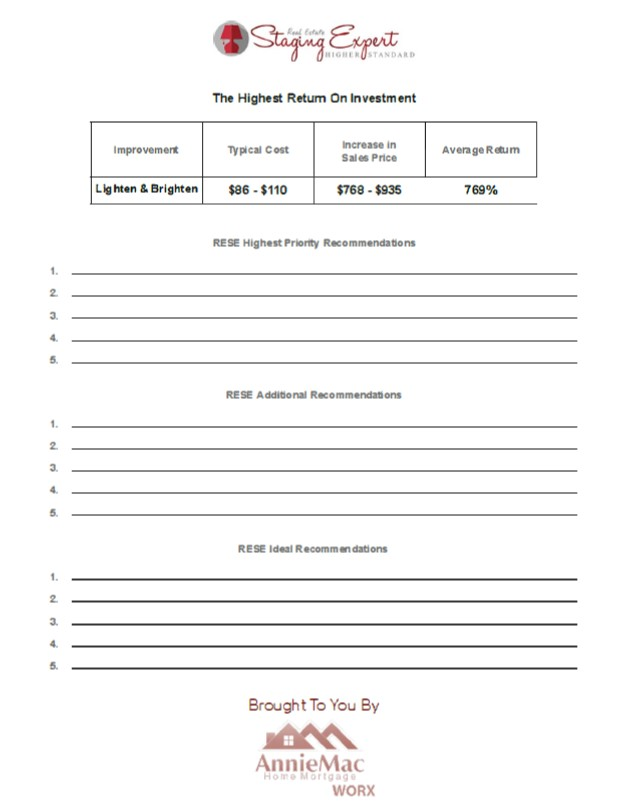 Real Estate
Staging Expert
HIGHER STANDARD
The Highest Return On Investment
Improvement Typical Cost Increase in Sales Price Average Return
Lighten & Brighten $86 - $110 $768 - $935 769%
RESE Highest Priority Recommendations
1.
2.
3.
4.
5.
RESE Additional Recommendations
1.
2.
3.
4.
5.
RESE Ideal Recommendations
1.
2.
3.
4.
5.
Brought To You By
AnnieMac
Home Mortgage
WORX